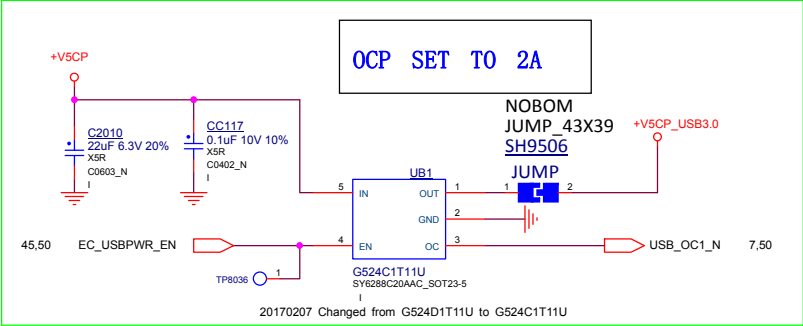 OCP SET TO 2A
+V5CP
NOBOM
JUMP_43X39
SH9506
JUMP
+V5CP_USB3.0
C2010
22uF 6.3V 20%
X5R
C0603_N
I
CC117
0.1uF 10V 10%
X5R
C0402_N
I
UB1
1
2
5
IN
OUT
1
GND
2
45,50
EC_USBPWR_EN
4
EN
OC
3
USB_OC1_N
7,50
TP8036
1
G524C1T11U
SY6288C20AAC_SOT23-5
I
20170207 Changed from G524D1T11U to G524C1T11U